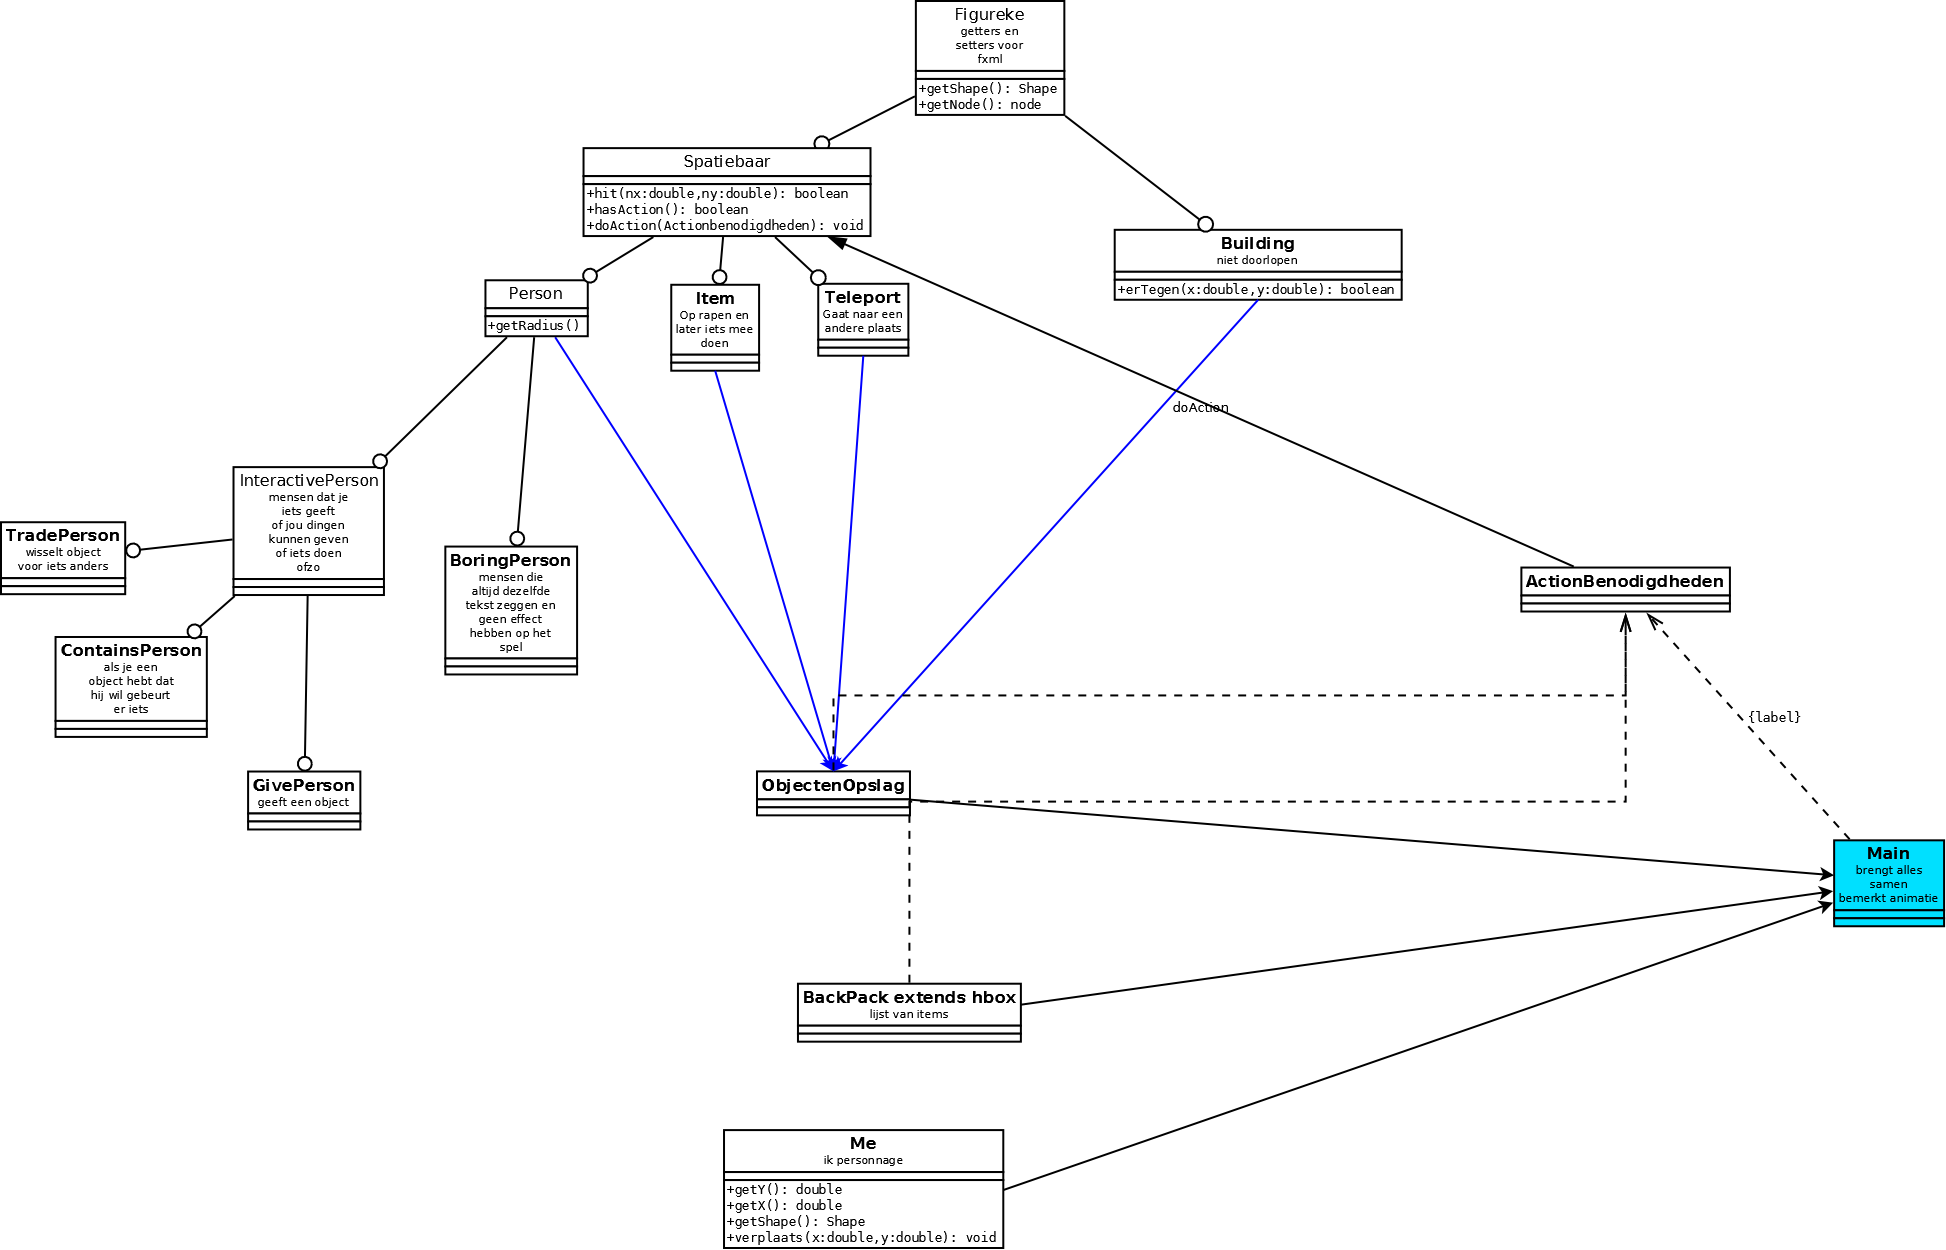 Figureke
getters en
setters voor
fxml
+getShape(): Shape
+getNode(): node
Spatiebaar
+hit(nx:double,ny:double): boolean
+hasAction(): boolean
+doAction(Actionbenodigdheden): void
Building
niet doorlopen
+erTegen(x:double,y:double): boolean
Person
+getRadius()
Item
Op rapen en
later iets mee
doen
Teleport
Gaat naar een
andere plaats
doAction
InteractivePerson
mensen dat je
iets geeft
of jou dingen
kunnen geven
of iets doen
ofzo
TradePerson
wisselt object
voor iets anders
BoringPerson
mensen die
altijd dezelfde
tekst zeggen en
geen effect
hebben op het
spel
ActionBenodigdheden
ContainsPerson
als je een
object hebt dat
hij wil gebeurt
er iets
{label}
GivePerson
geeft een object
ObjectenOpslag
Main
brengt alles
samen
bemerkt animatie
BackPack extends hbox
lijst van items
Me
ik personnage
+getY(): double
+getX(): double
+getShape(): Shape
+verplaats(x:double,y:double): void